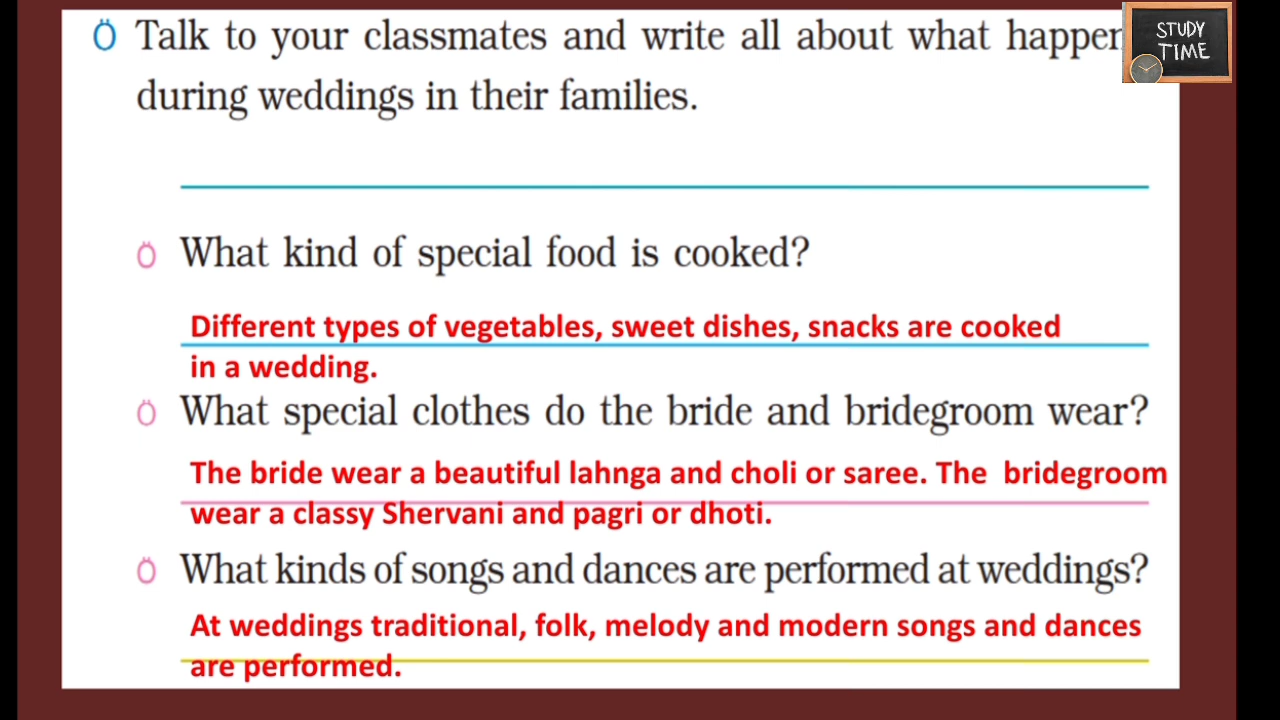 Ö Talk to your classmates and write all about what happen
STUDY
TIME
during weddings in their families.
Ö What kind of special food is cooked?
Different types of vegetables, sweet dishes, snacks are cooked
in a wedding.
Ö What special clothes do the bride and bridegroom wear?
The bride wear a beautiful lahnga and choli or saree. The bridegroom
wear a classy Shervani and pagri or dhoti.
Ö What kinds of songs and dances are performed at weddings?
At weddings traditional, folk, melody and modern songs and dances
are performed.